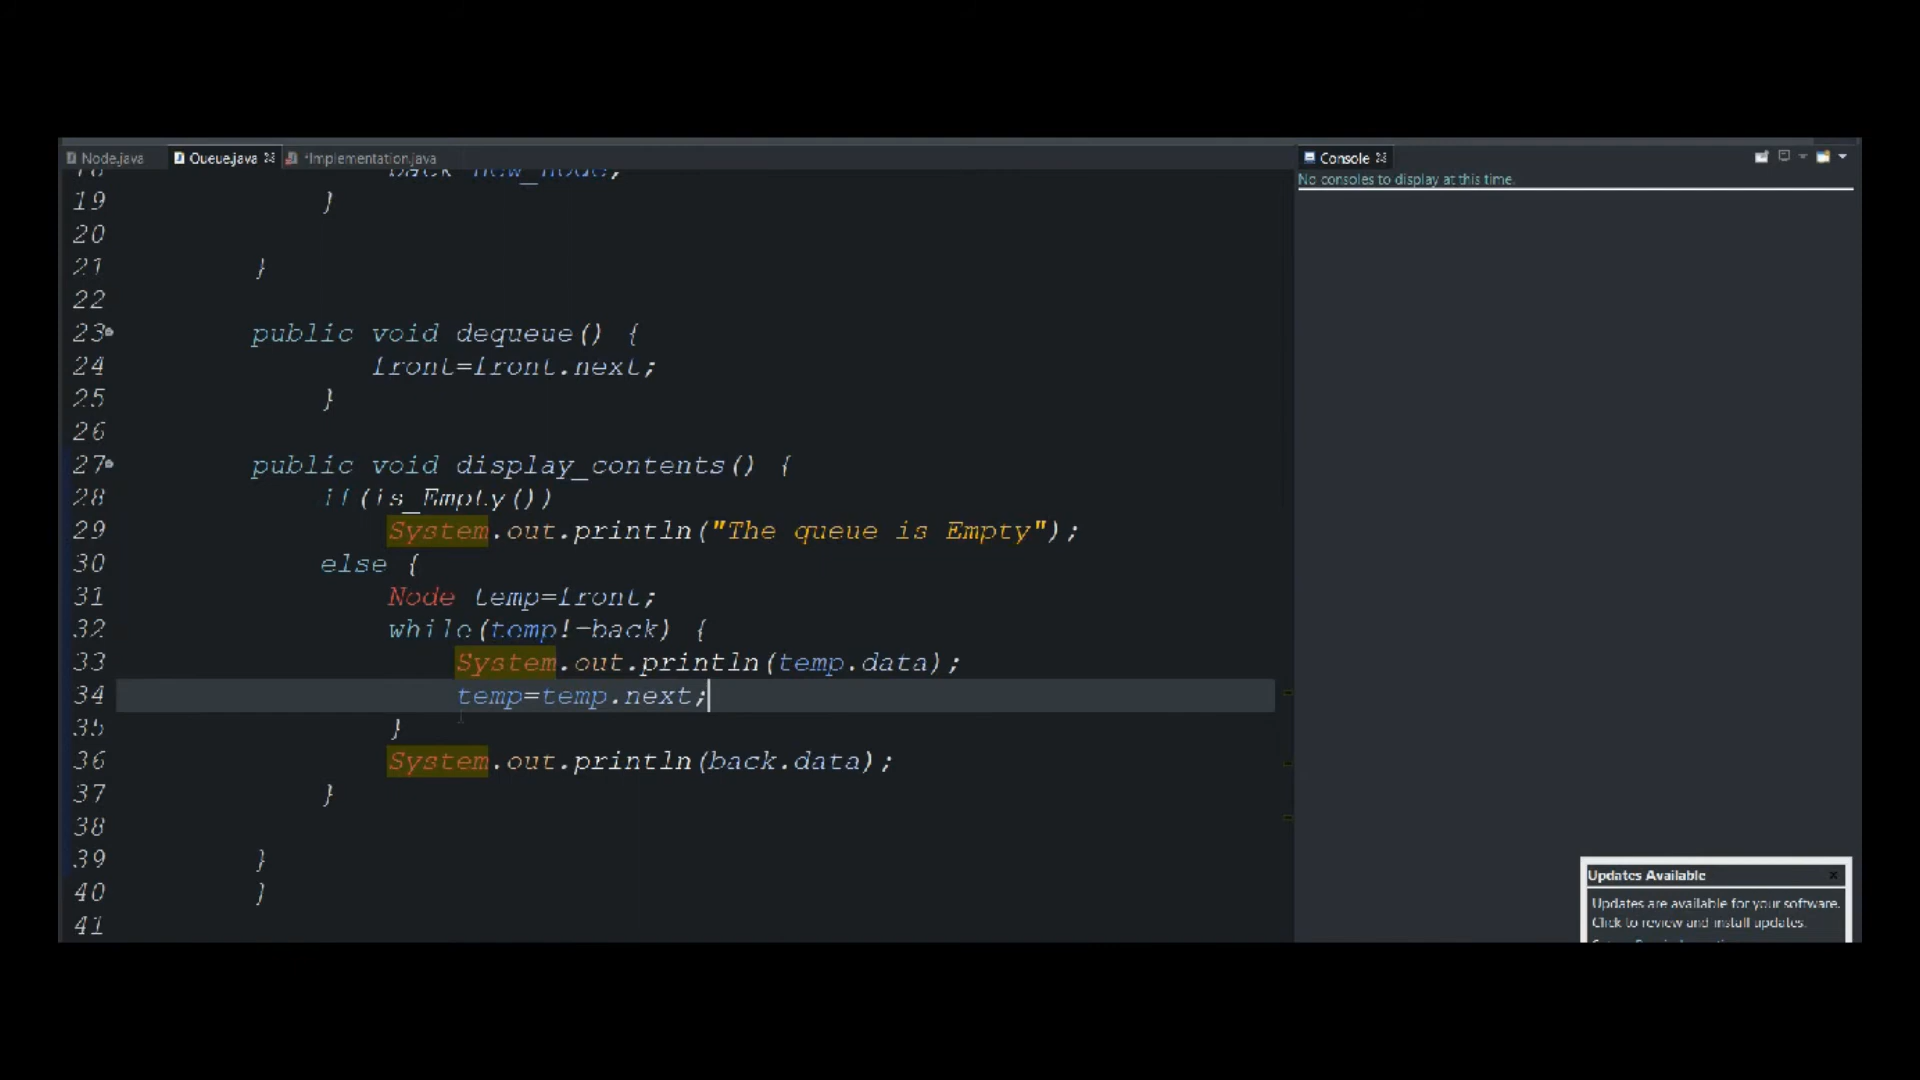 Node.java Queue.java *Implementation.java
new_node;
19 }
20
21 }
22
23 public void dequeue() {
24 front=front.next;
25 }
26
27 public void display_contents() {
28 if(is_Empty())
29 System.out.println("The queue is Empty");
30 else {
31 Node temp=front;
32 while(temp!=back) {
33 System.out.println(temp.data);
34 temp=temp.next;
35 }
36 System.out.println(back.data);
37 }
38
39 }
40 }
41
Console
No consoles to display at this time.
Updates Available
Updates are available for your software.
Click to review and install updates.